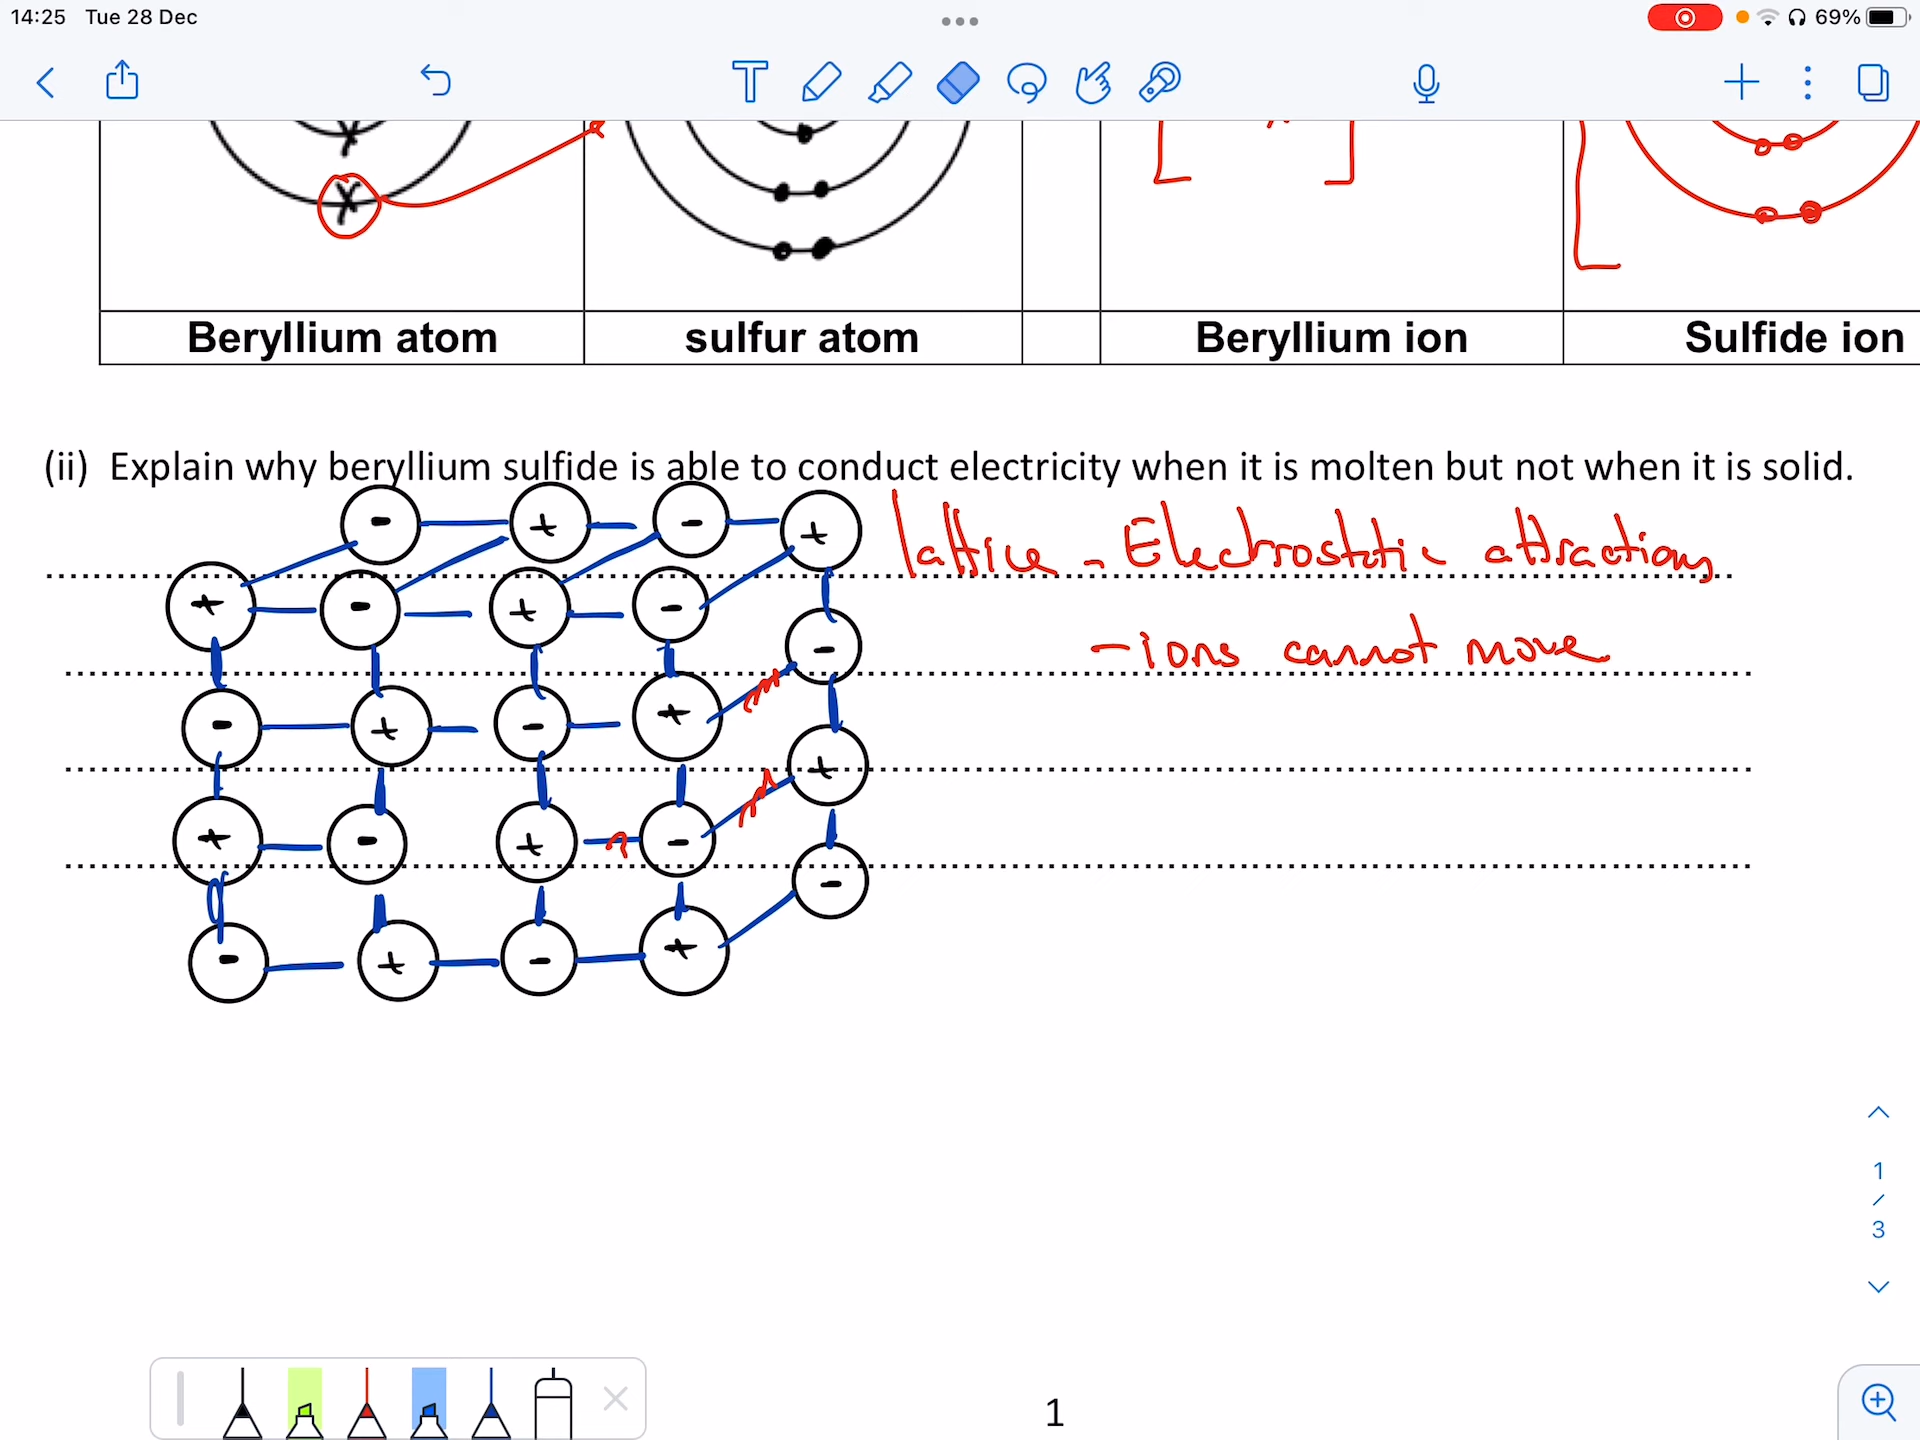 14:25 Tue 28 Dec
69%
Beryllium atom
sulfur atom
Beryllium ion
Sulfide ion
(ii) Explain why beryllium sulfide is able to conduct electricity when it is molten but not when it is solid.
lattice - Electrostatic attractions
- ions cannot move
- + - +
+ - + -
-
- + - +
+
+ - + -
-
- + - +
1
/
3
1